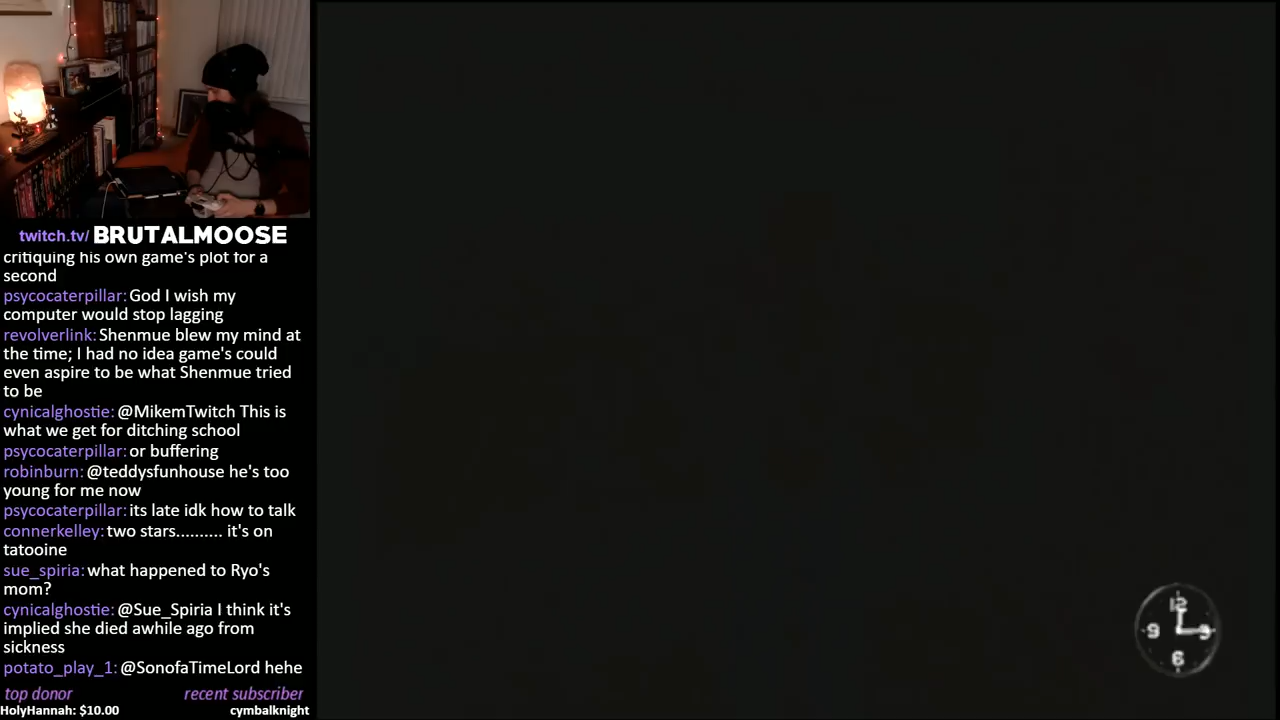 twitch.tv/ BRUTALMOOSE
critiquing his own game's plot for a
second
psycocaterpillar: God I wish my
computer would stop lagging
revolverlink: Shenmue blew my mind at
the time; I had no idea game's could
even aspire to be what Shenmue tried
to be
cynicalghostie: @MikemTwitch This is
what we get for ditching school
psycocaterpillar: or buffering
robinburn: @teddysfunhouse he's too
young for me now
psycocaterpillar: its late idk how to talk
connerkelley: two stars.......... it's on
tatooine
sue_spiria: what happened to Ryo's
mom?
cynicalghostie: @Sue_Spiria I think it's
implied she died awhile ago from
sickness
potato_play_1: @SonofaTimeLord hehe
top donor recent subscriber
HolyHannah: $10.00 cymbalknight
12
9 3
6